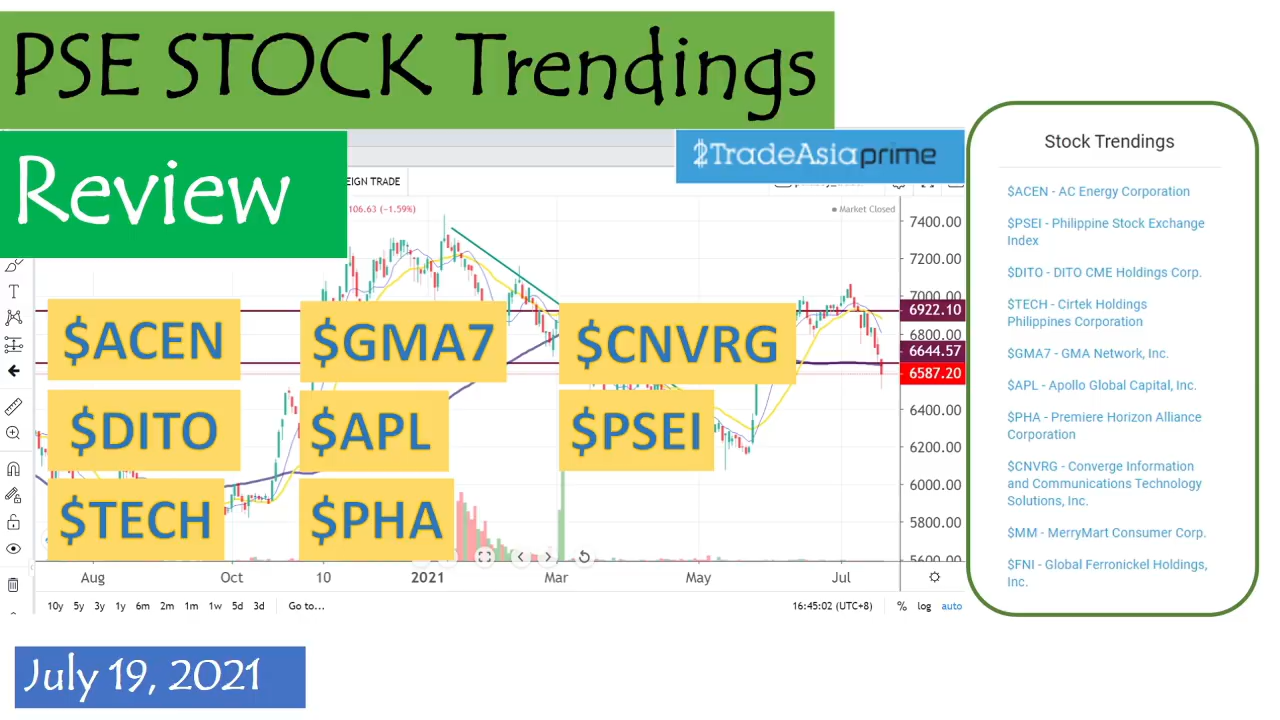 PSE STOCK Trendings
Review
TradeAsiaprime
EIGN TRADE
106.63 (−1.59%)
Market Closed
7400.00
7200.00
7000.00
6922.10
6800.00
6644.57
6587.20
6400.00
6200.00
6000.00
5800.00
5600.00
$ACEN
$GMA7
$CNVRG
$DITO
$APL
$PSEI
$TECH
$PHA
Aug Oct 10 2021 Mar May Jul
10y 5y 3y 1y 6m 2m 1m 1w 5d 3d Go to... 16:45:02 (UTC+8) % log auto
Stock Trendings
$ACEN - AC Energy Corporation
$PSEI - Philippine Stock Exchange
Index
$DITO - DITO CME Holdings Corp.
$TECH - Cirtek Holdings
Philippines Corporation
$GMA7 - GMA Network, Inc.
$APL - Apollo Global Capital, Inc.
$PHA - Premiere Horizon Alliance
Corporation
$CNVRG - Converge Information
and Communications Technology
Solutions, Inc.
$MM - MerryMart Consumer Corp.
$FNI - Global Ferronickel Holdings,
Inc.
July 19, 2021